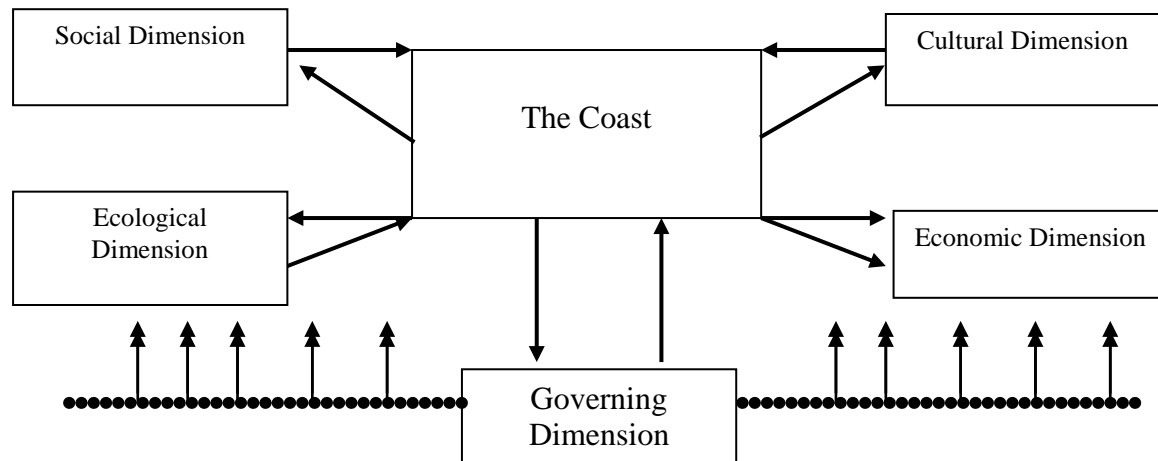 Social Dimension
Cultural Dimension
The Coast
Ecological
Dimension
Economic Dimension
Governing
Dimension